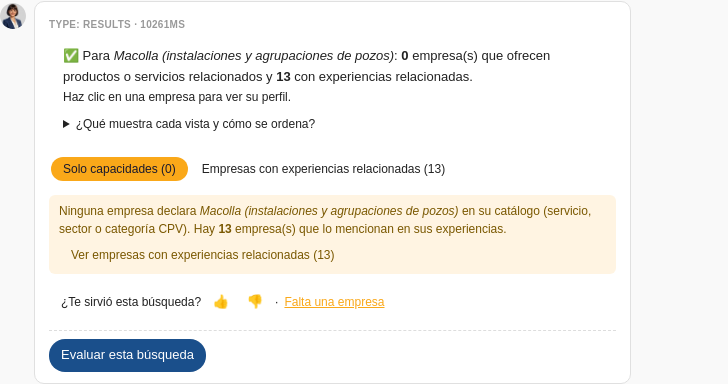 TYPE: RESULTS · 10261MS
✅ Para Macolla (instalaciones y agrupaciones de pozos): 0 empresa(s) que ofrecen
productos o servicios relacionados y 13 con experiencias relacionadas.
Haz clic en una empresa para ver su perfil.
▶ ¿Qué muestra cada vista y cómo se ordena?
Solo capacidades (0) Empresas con experiencias relacionadas (13)
Ninguna empresa declara Macolla (instalaciones y agrupaciones de pozos) en su catálogo (servicio,
sector o categoría CPV). Hay 13 empresa(s) que lo mencionan en sus experiencias.
Ver empresas con experiencias relacionadas (13)
¿Te sirvió esta búsqueda? 👍 👎 · Falta una empresa
Evaluar esta búsqueda